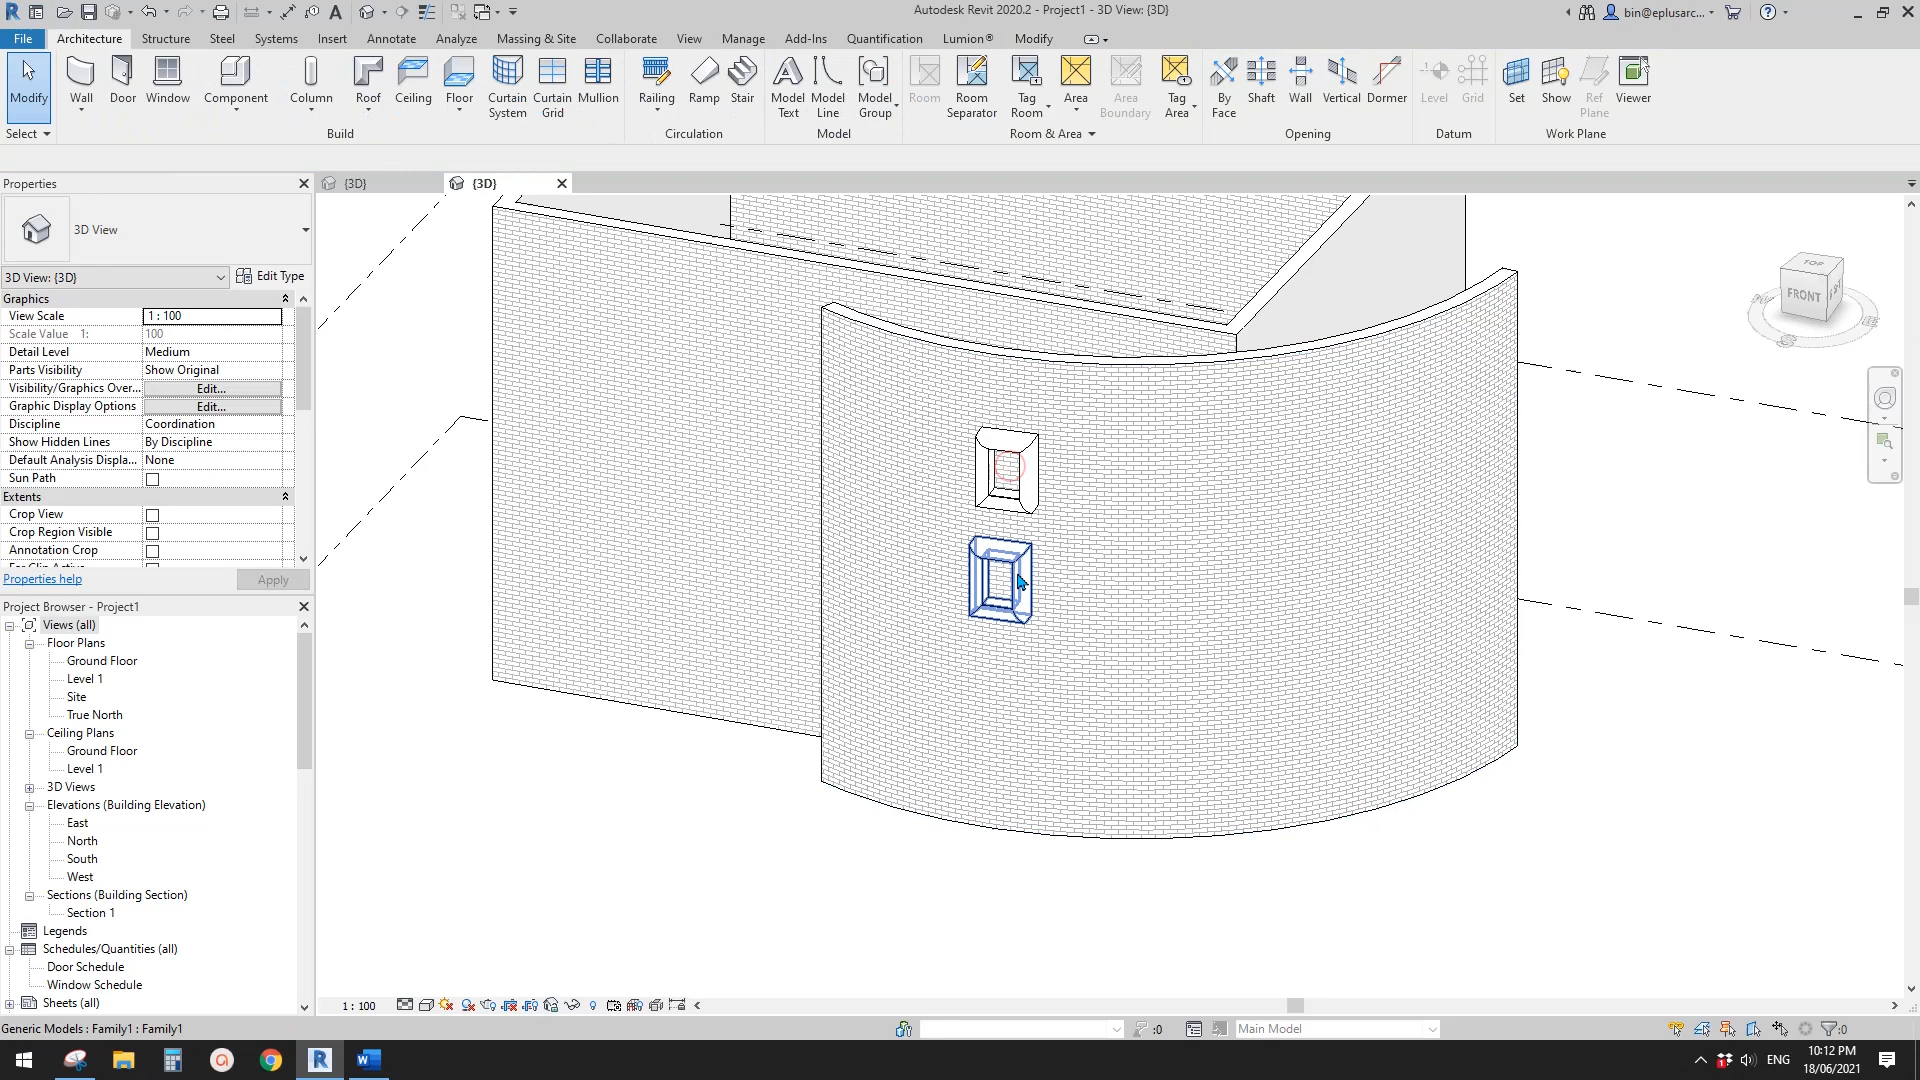 Autodesk Revit 2020.2 - Project1 - 3D View: {3D}
bin@eplusarc...
File Architecture Structure Steel Systems Insert Annotate Analyze Massing & Site Collaborate View Manage Add-Ins Quantification Lumion® Modify
Modify Wall Door Window Component Column Roof Ceiling Floor Curtain System Curtain Grid Mullion Railing Ramp Stair Model Text Model Line Model Group Room Room Separator Tag Room Area Area Boundary Tag Area By Face Shaft Wall Vertical Dormer Level Grid Set Show Ref Plane Viewer
Select Build Circulation Model Room & Area Opening Datum Work Plane
Properties
{3D} {3D}
3D View
3D View: {3D} Edit Type
Graphics
View Scale 1 : 100
Scale Value 1: 100
Detail Level Medium
Parts Visibility Show Original
Visibility/Graphics Over... Edit...
Graphic Display Options Edit...
Discipline Coordination
Show Hidden Lines By Discipline
Default Analysis Displa... None
Sun Path
Extents
Crop View
Crop Region Visible
Annotation Crop
Properties help Apply
Project Browser - Project1
Views (all)
Floor Plans
Ground Floor
Level 1
Site
True North
Ceiling Plans
Ground Floor
Level 1
3D Views
Elevations (Building Elevation)
East
North
South
West
Sections (Building Section)
Section 1
Legends
Schedules/Quantities (all)
Door Schedule
Window Schedule
Sheets (all)
TOP
FRONT
1 : 100
Generic Models : Family1 : Family1
:0
Main Model
:0
ENG
10:12 PM
18/06/2021